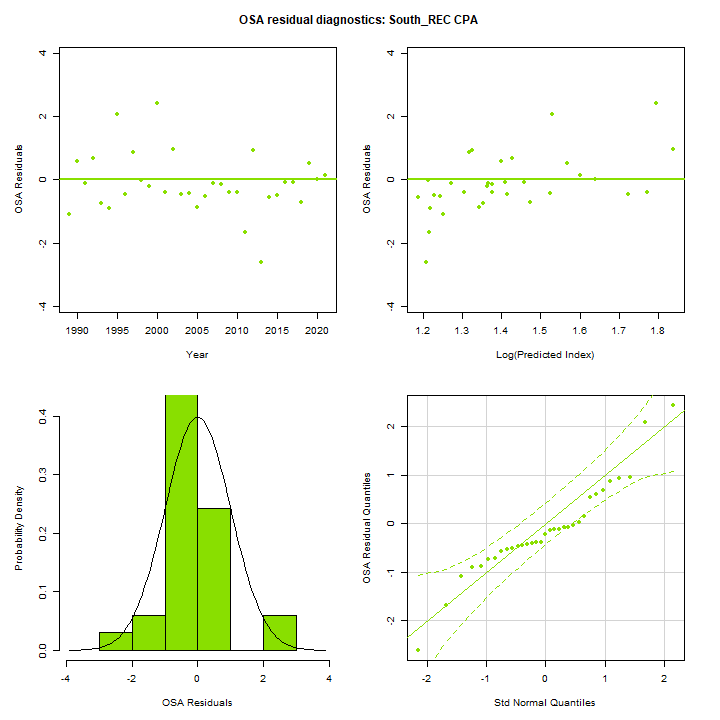 OSA residual diagnostics: South_REC CPA
OSA Residuals
4
2
0
-2
-4
1990 1995 2000 2005 2010 2015 2020
Year
OSA Residuals
4
2
0
-2
-4
1.2 1.3 1.4 1.5 1.6 1.7 1.8
Log(Predicted Index)
Probability Density
0.4
0.3
0.2
0.1
0.0
-4 -2 0 2 4
OSA Residuals
OSA Residual Quantiles
2
1
0
-1
-2
-2 -1 0 1 2
Std Normal Quantiles